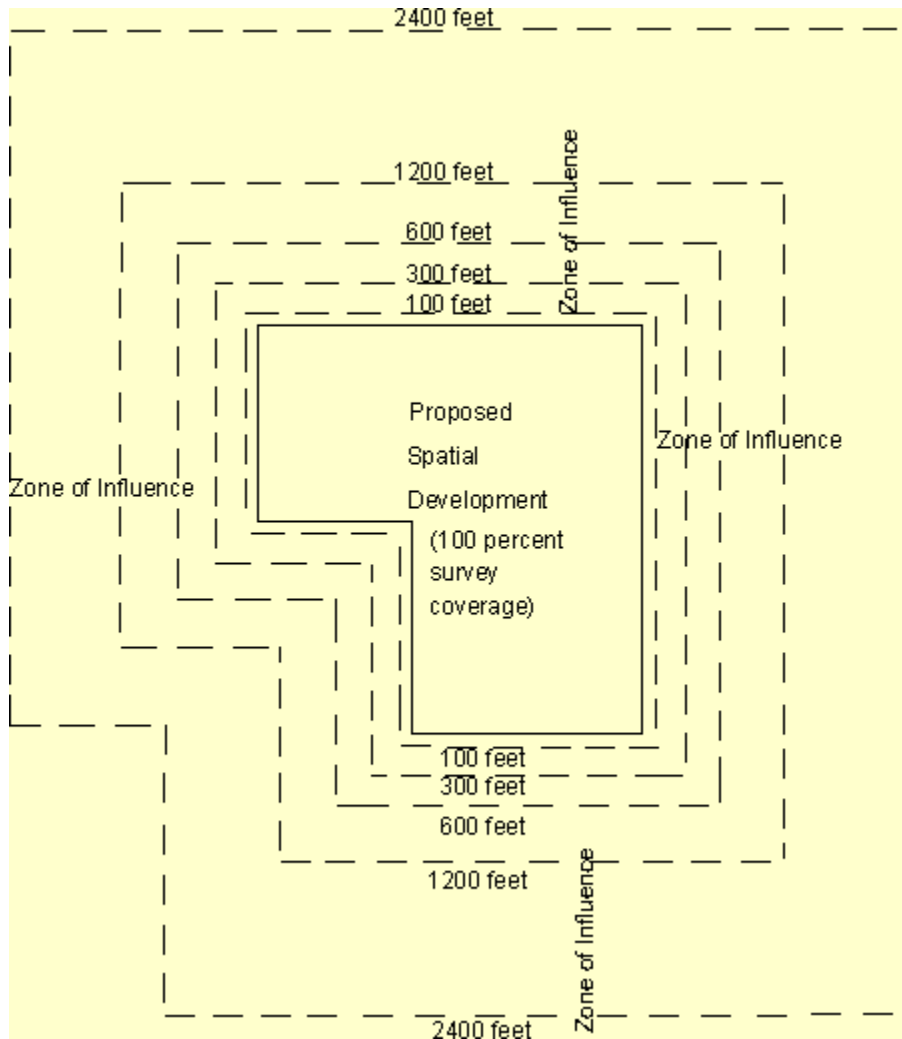 2400 feet
1200 feet
Zone of Influence
600 feet
300 feet
100 feet
Proposed
Spatial
Development
(100 percent
survey
coverage)
Zone of Influence
Zone of Influence
100 feet
300 feet
600 feet
1200 feet
Zone of Influence
2400 feet